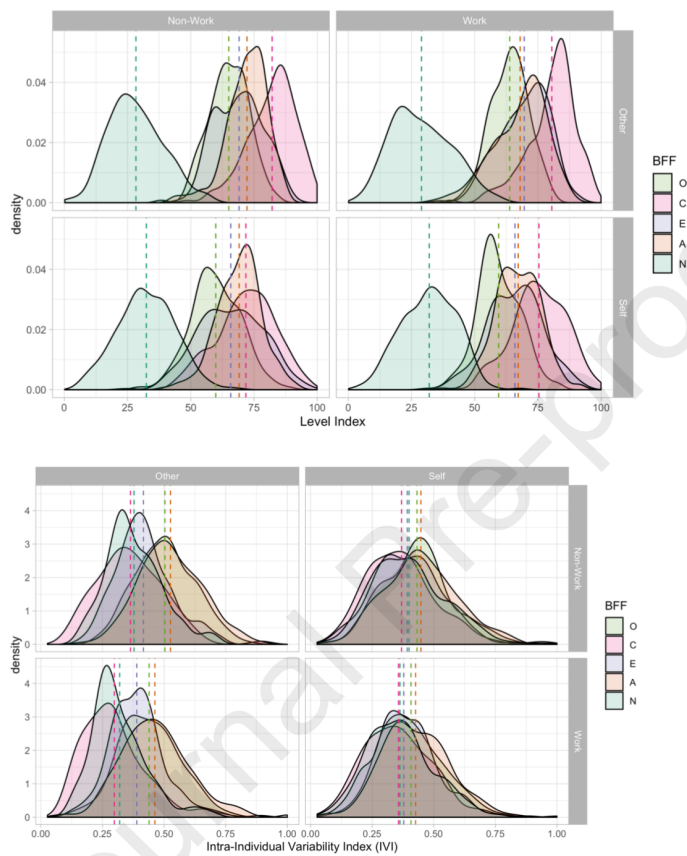 Non-Work Work
0.04
0.02
0.00
Other
0.04
0.02
0.00
Self
density
0 25 50 75 100 0 25 50 75 100
Level Index
BFF
O
C
E
A
N
Other Self
4
3
2
1
0
Non-Work
4
3
2
1
0
Work
density
0.00 0.25 0.50 0.75 1.00 0.00 0.25 0.50 0.75 1.00
Intra-Individual Variability Index (IVI)
BFF
O
C
E
A
N
urnal Pre-proo